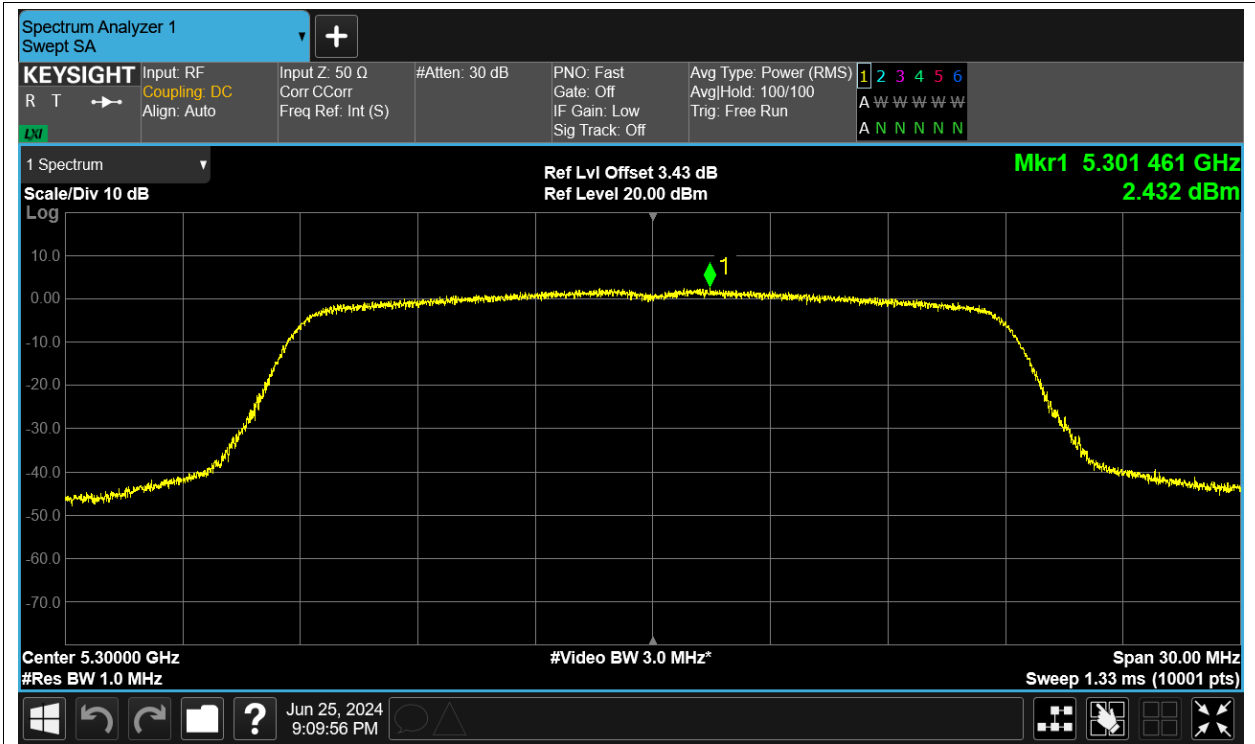 Spectrum Analyzer 1
Swept SA
KEYSIGHT
R T
LXI
Input: RF
Coupling: DC
Align: Auto
Input Z: 50 Ω
Corr CCorr
Freq Ref: Int (S)
#Atten: 30 dB
PNO: Fast
Gate: Off
IF Gain: Low
Sig Track: Off
Avg Type: Power (RMS)
Avg|Hold: 100/100
Trig: Free Run
1 2 3 4 5 6
A W W W W W
A N N N N N
1 Spectrum
Scale/Div 10 dB
Log
Ref Lvl Offset 3.43 dB
Ref Level 20.00 dBm
Mkr1 5.301 461 GHz
2.432 dBm
1
10.0
0.00
-10.0
-20.0
-30.0
-40.0
-50.0
-60.0
-70.0
Center 5.30000 GHz
#Res BW 1.0 MHz
#Video BW 3.0 MHz*
Span 30.00 MHz
Sweep 1.33 ms (10001 pts)
?
Jun 25, 2024
9:09:56 PM